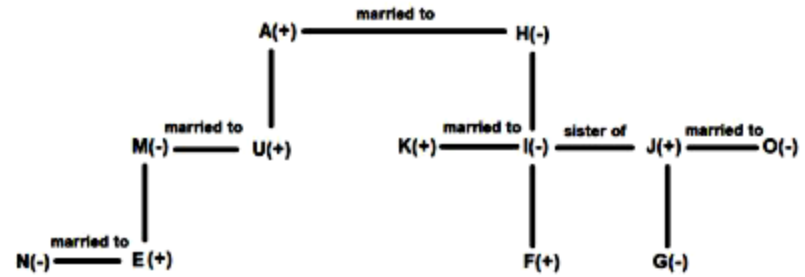 married to
A(+) H(-)
married to married to sister of married to
M(-) U(+) K(+) I(-) J(+) O(-)
married to
N(-) E(+) F(+) G(-)